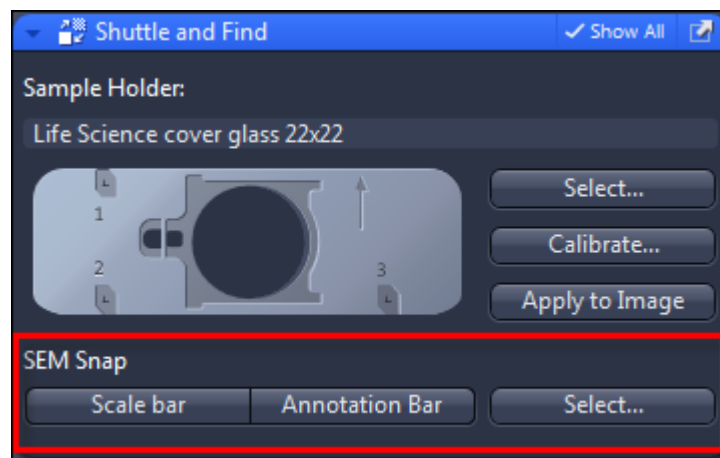 Shuttle and Find Show All
Sample Holder:
Life Science cover glass 22x22
1
2
3
Select...
Calibrate...
Apply to Image
SEM Snap
Scale bar Annotation Bar Select...